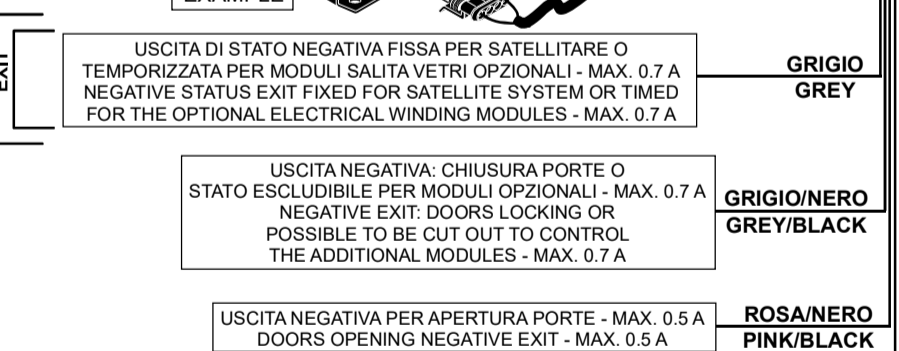 EXAMPLE
EXIT
USCITA DI STATO NEGATIVA FISSA PER SATELLITARE O
TEMPORIZZATA PER MODULI SALITA VETRI OPZIONALI - MAX. 0.7 A
NEGATIVE STATUS EXIT FIXED FOR SATELLITE SYSTEM OR TIMED
FOR THE OPTIONAL ELECTRICAL WINDING MODULES - MAX. 0.7 A
GRIGIO
GREY
USCITA NEGATIVA: CHIUSURA PORTE O
STATO ESCLUDIBILE PER MODULI OPZIONALI - MAX. 0.7 A
NEGATIVE EXIT: DOORS LOCKING OR
POSSIBLE TO BE CUT OUT TO CONTROL
THE ADDITIONAL MODULES - MAX. 0.7 A
GRIGIO/NERO
GREY/BLACK
USCITA NEGATIVA PER APERTURA PORTE - MAX. 0.5 A
DOORS OPENING NEGATIVE EXIT - MAX. 0.5 A
ROSA/NERO
PINK/BLACK